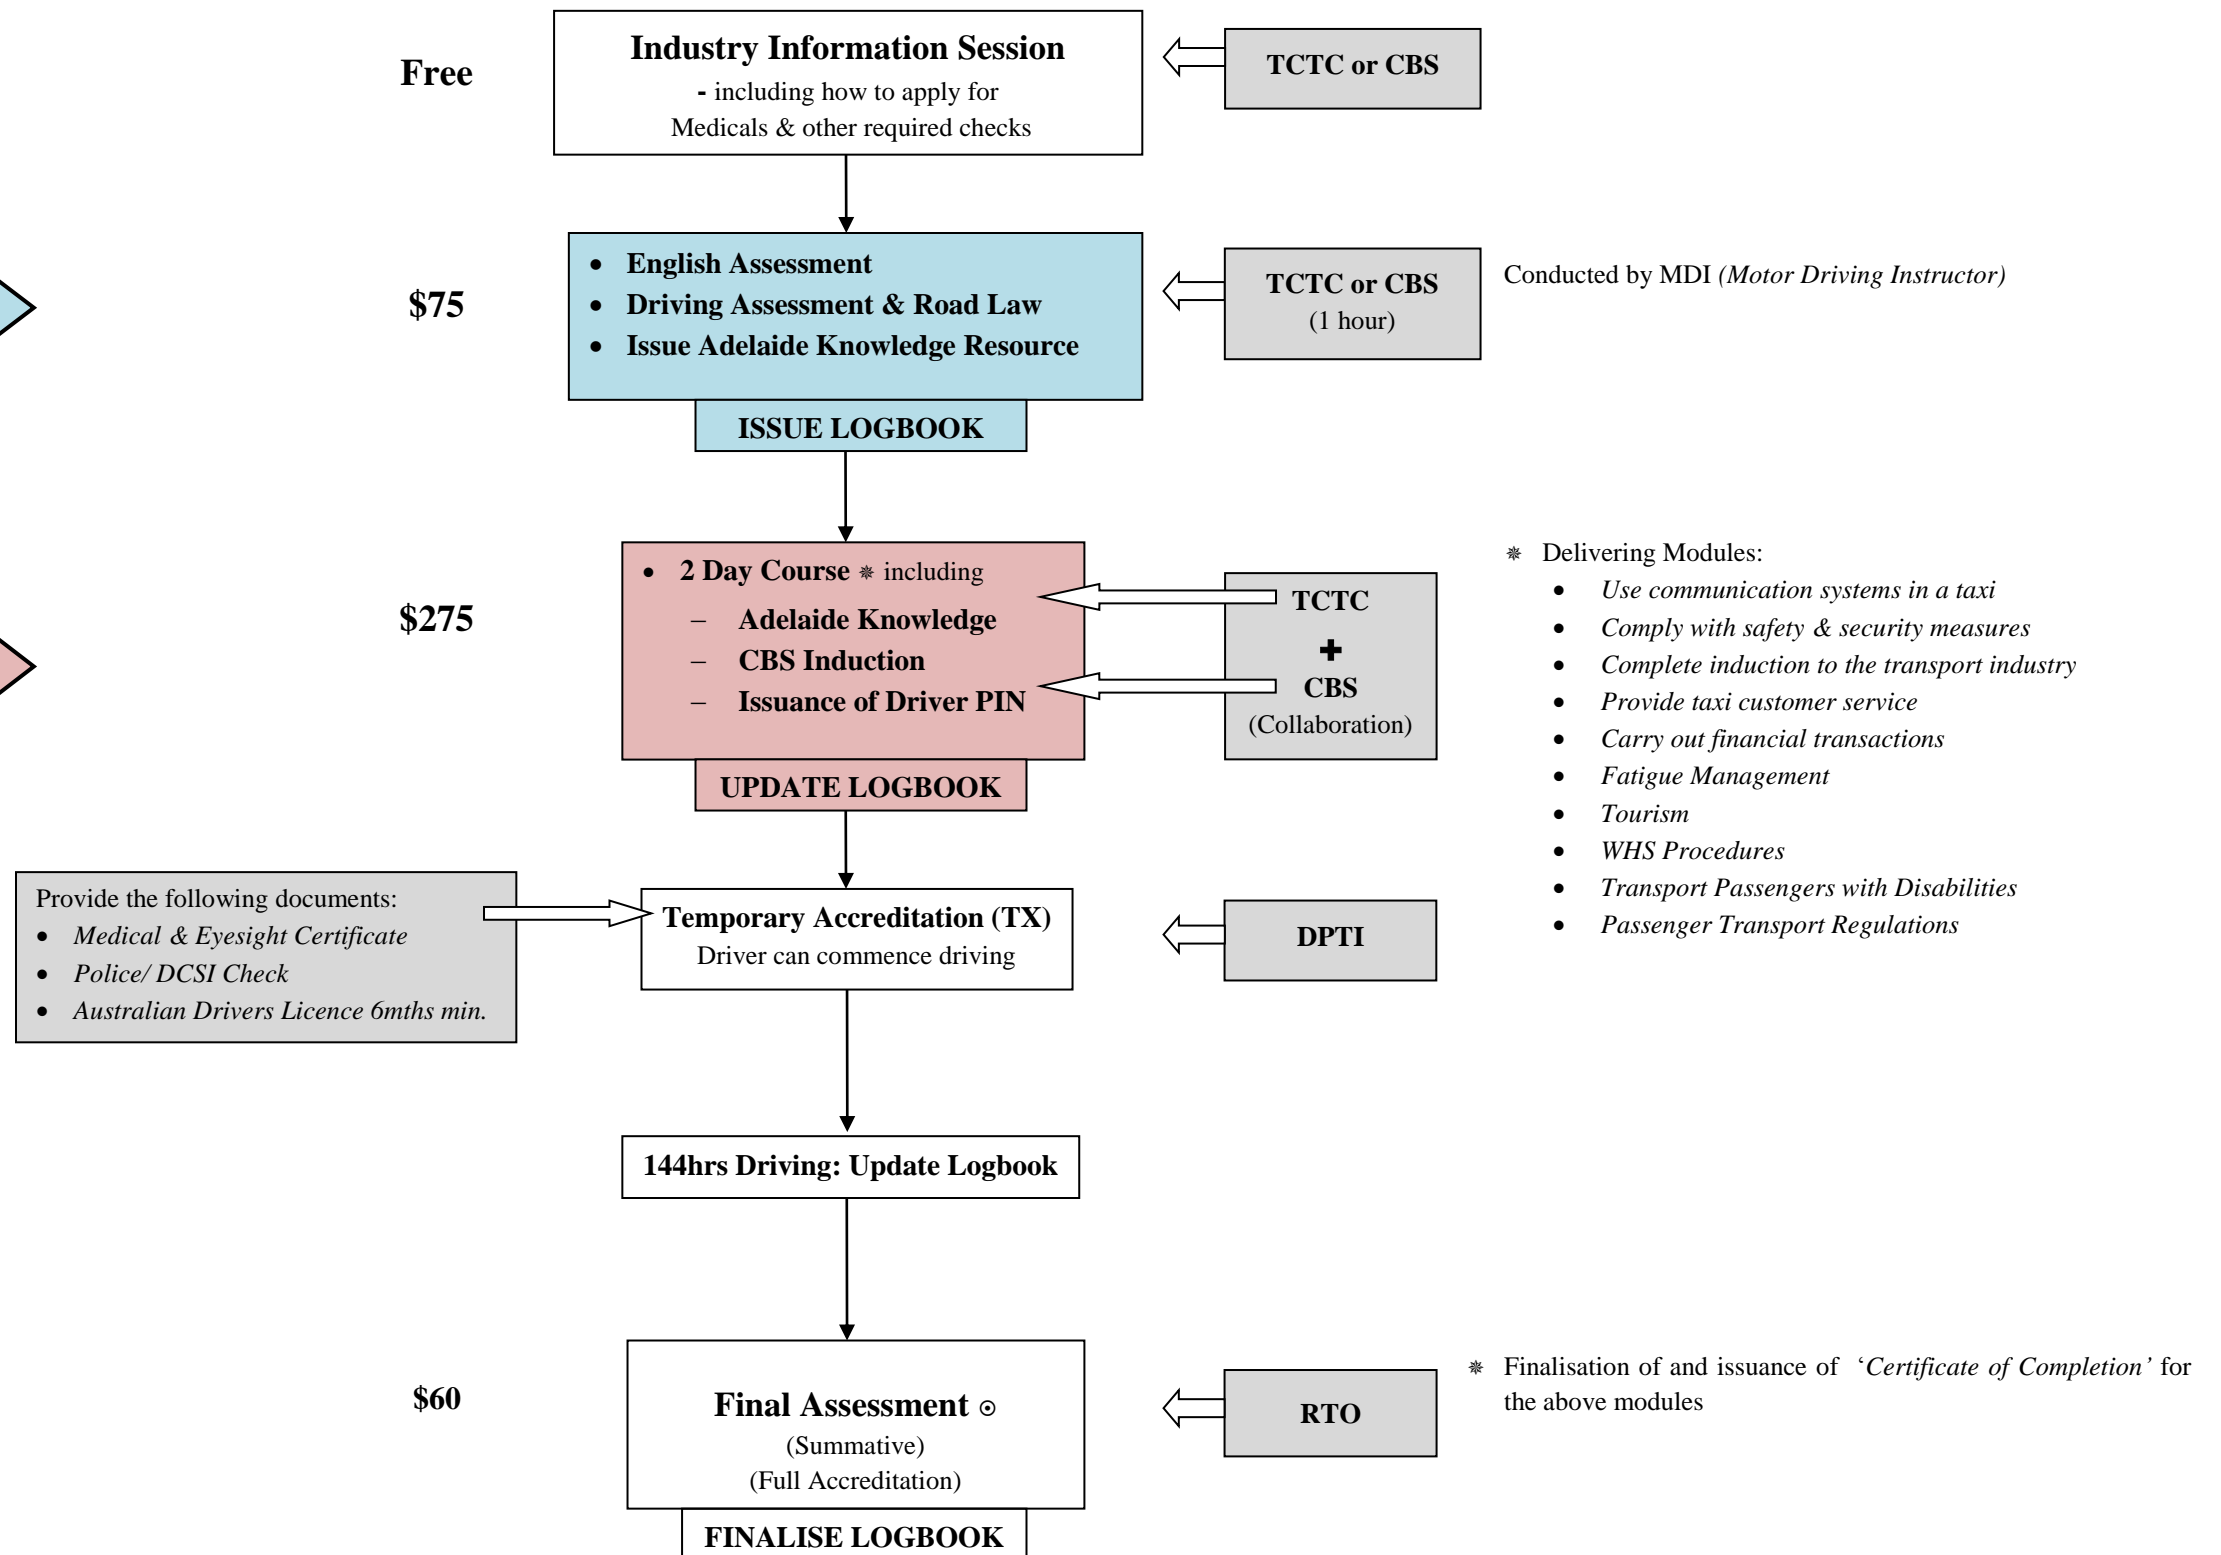 Free
Industry Information Session
- including how to apply for
Medicals & other required checks
TCTC or CBS
$75
• English Assessment
• Driving Assessment & Road Law
• Issue Adelaide Knowledge Resource
ISSUE LOGBOOK
TCTC or CBS
(1 hour)
Conducted by MDI (Motor Driving Instructor)
$275
• 2 Day Course ✵ including
– Adelaide Knowledge
– CBS Induction
– Issuance of Driver PIN
UPDATE LOGBOOK
TCTC
✚
CBS
(Collaboration)
✵ Delivering Modules:
• Use communication systems in a taxi
• Comply with safety & security measures
• Complete induction to the transport industry
• Provide taxi customer service
• Carry out financial transactions
• Fatigue Management
• Tourism
• WHS Procedures
• Transport Passengers with Disabilities
• Passenger Transport Regulations
Provide the following documents:
• Medical & Eyesight Certificate
• Police/ DCSI Check
• Australian Drivers Licence 6mths min.
Temporary Accreditation (TX)
Driver can commence driving
DPTI
144hrs Driving: Update Logbook
$60
Final Assessment ⊙
(Summative)
(Full Accreditation)
FINALISE LOGBOOK
RTO
✵ Finalisation of and issuance of ‘Certificate of Completion’ for
the above modules